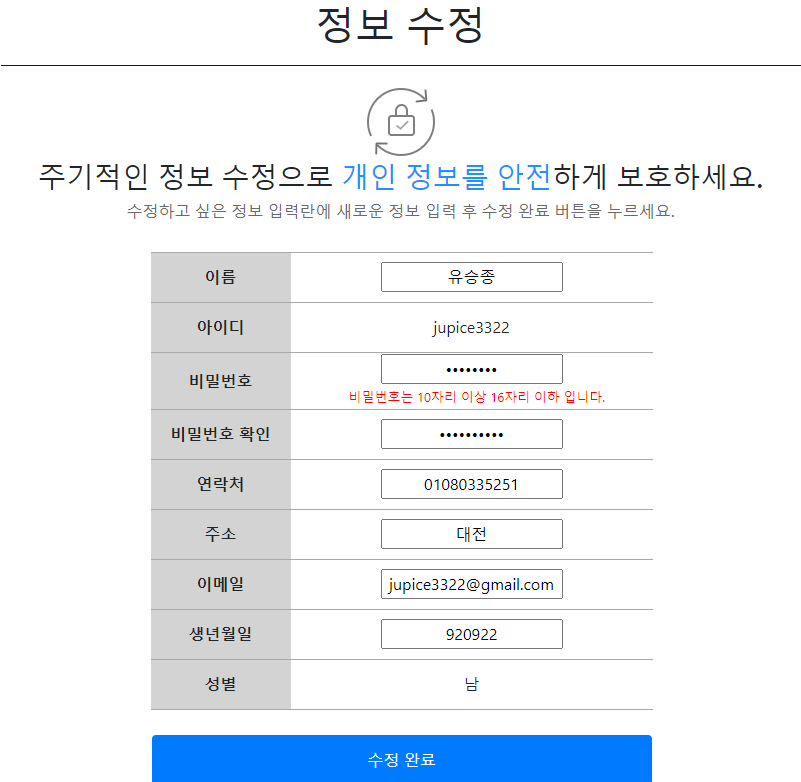 정보 수정
주기적인 정보 수정으로 개인 정보를 안전하게 보호하세요.
수정하고 싶은 정보 입력란에 새로운 정보 입력 후 수정 완료 버튼을 누르세요.
이름 유승종
아이디 jupice3322
비밀번호 ••••••••
비밀번호는 10자리 이상 16자리 이하 입니다.
비밀번호 확인 ••••••••••
연락처 01080335251
주소 대전
이메일 jupice3322@gmail.com
생년월일 920922
성별 남
수정 완료